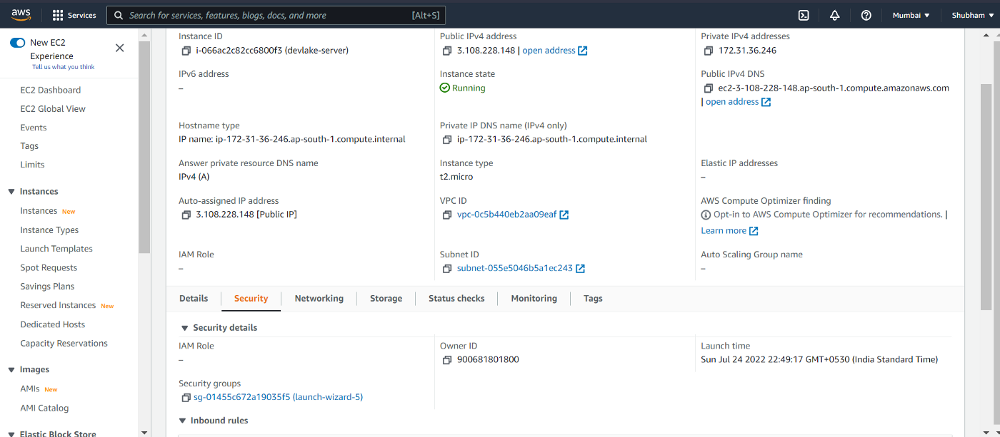 aws
Services
Search for services, features, blogs, docs, and more
[Alt+S]
Mumbai
Shubham
New EC2
Experience
Tell us what you think
EC2 Dashboard
EC2 Global View
Events
Tags
Limits
Instances
Instances New
Instance Types
Launch Templates
Spot Requests
Savings Plans
Reserved Instances New
Dedicated Hosts
Capacity Reservations
Images
AMIs New
AMI Catalog
Elastic Block Store
Instance ID
i-066ac2c82cc6800f3 (devlake-server)
Public IPv4 address
3.108.228.148 | open address
Private IPv4 addresses
172.31.36.246
IPv6 address
–
Instance state
Running
Public IPv4 DNS
ec2-3-108-228-148.ap-south-1.compute.amazonaws.com
| open address
Hostname type
IP name: ip-172-31-36-246.ap-south-1.compute.internal
Private IP DNS name (IPv4 only)
ip-172-31-36-246.ap-south-1.compute.internal
Answer private resource DNS name
IPv4 (A)
Instance type
t2.micro
Elastic IP addresses
–
Auto-assigned IP address
3.108.228.148 [Public IP]
VPC ID
vpc-0c5b440eb2aa09eaf
AWS Compute Optimizer finding
Opt-in to AWS Compute Optimizer for recommendations. |
Learn more
IAM Role
–
Subnet ID
subnet-055e5046b5a1ec243
Auto Scaling Group name
–
Details
Security
Networking
Storage
Status checks
Monitoring
Tags
Security details
IAM Role
–
Owner ID
900681801800
Launch time
Sun Jul 24 2022 22:49:17 GMT+0530 (India Standard Time)
Security groups
sg-01455c672a19035f5 (launch-wizard-5)
Inbound rules